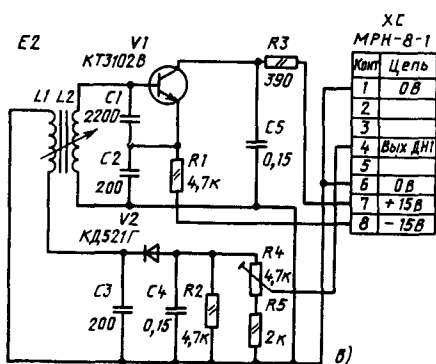 E2
V1
КТ3102В
R3
390
ХС
МРН-8-1
Конт Цепь
1 0В
2
3
4 Вых ДН1
5
6 0В
7 +15В
8 -15В
L1 L2
C1
2200
C2
200
R1
4,7к
C5
0,15
V2
КД521Г
C3
200
C4
0,15
R2
4,7к
R4
4,7к
R5
2к
в)